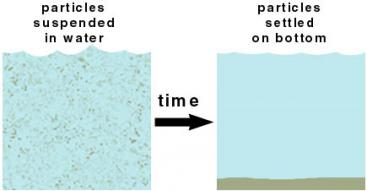 particles
suspended
in water
time
particles
settled
on bottom